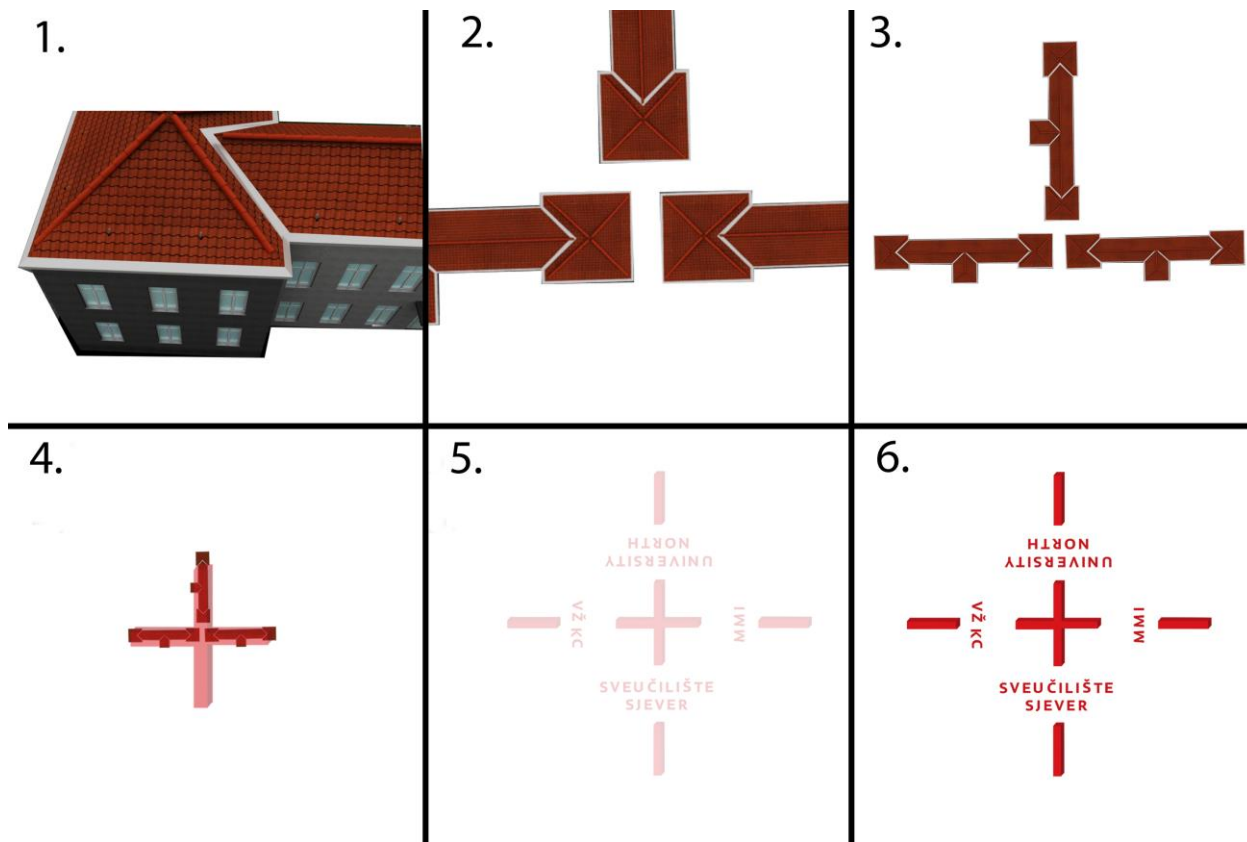 1.
2.
3.
4.
5.
UNIVERSITY
NORTH
VŽ KC
MMI
SVEUČILIŠTE
SJEVER
6.
UNIVERSITY
NORTH
VŽ KC
MMI
SVEUČILIŠTE
SJEVER